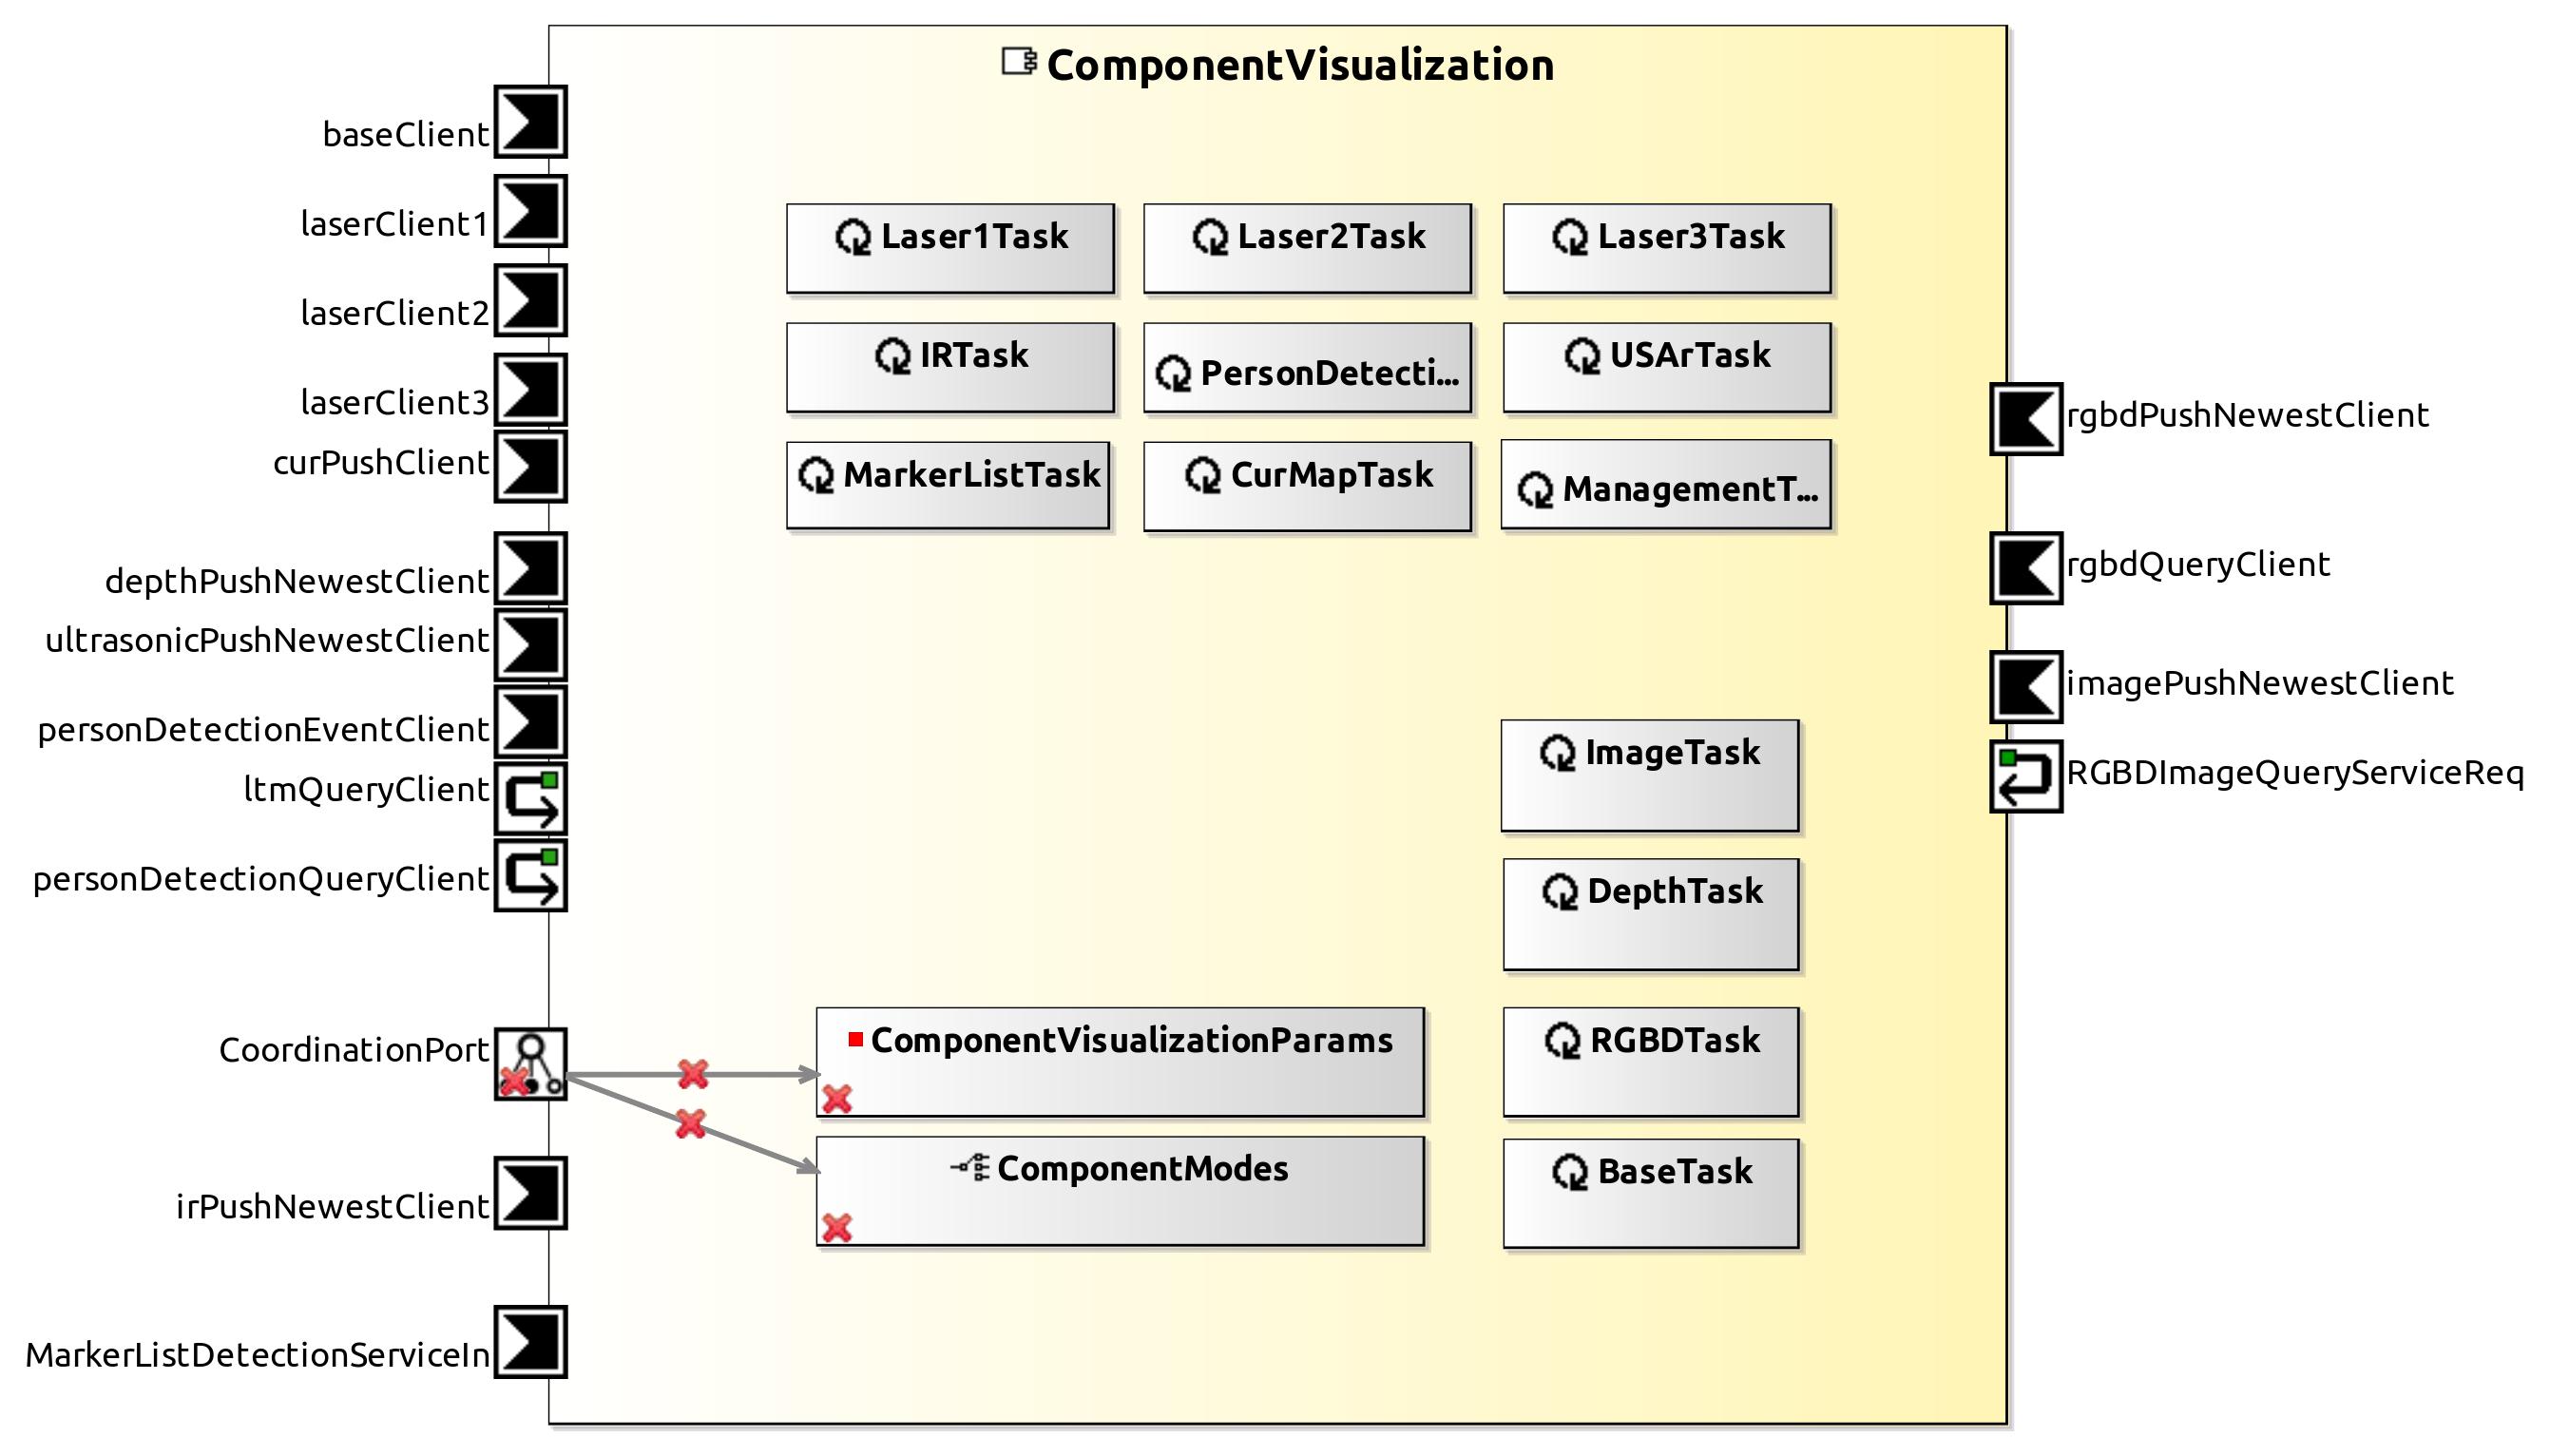 ComponentVisualization
baseClient
laserClient1
laserClient2
laserClient3
curPushClient
depthPushNewestClient
ultrasonicPushNewestClient
personDetectionEventClient
ltmQueryClient
personDetectionQueryClient
CoordinationPort
irPushNewestClient
MarkerListDetectionServiceIn
Laser1Task
Laser2Task
Laser3Task
IRTask
PersonDetecti...
USArTask
MarkerListTask
CurMapTask
ManagementT...
ImageTask
DepthTask
ComponentVisualizationParams
RGBDTask
ComponentModes
BaseTask
rgbdPushNewestClient
rgbdQueryClient
imagePushNewestClient
RGBDImageQueryServiceReq